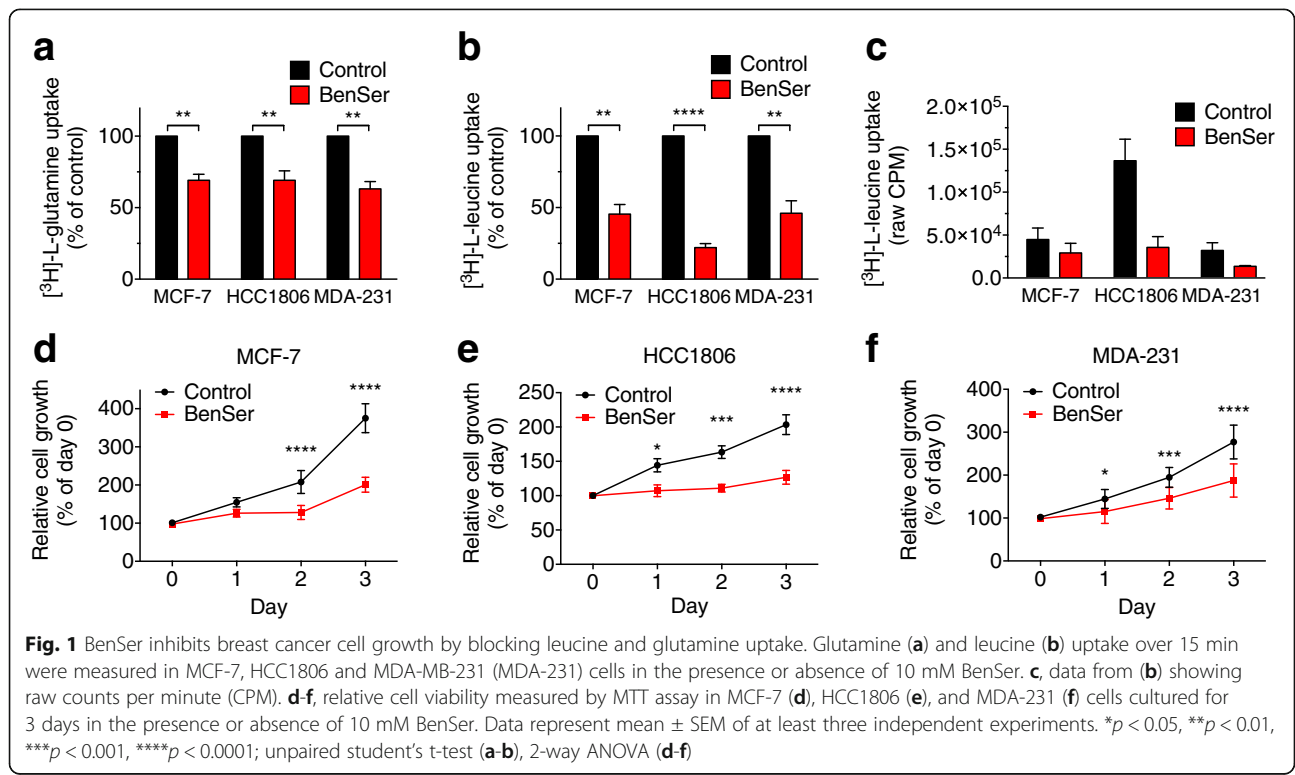 a
Control
BenSer
[³H]-L-glutamine uptake
(% of control)
100
50
0
**
**
**
MCF-7 HCC1806 MDA-231
b
Control
BenSer
[³H]-L-leucine uptake
(% of control)
100
50
0
**
****
**
MCF-7 HCC1806 MDA-231
c
Control
BenSer
[³H]-L-leucine uptake
(raw CPM)
2.0×10⁵
1.5×10⁵
1.0×10⁵
5.0×10⁴
0.0
MCF-7 HCC1806 MDA-231
d
MCF-7
Control
BenSer
Relative cell growth
(% of day 0)
400
300
200
100
0
****
****
0 1 2 3
Day
e
HCC1806
Control
BenSer
Relative cell growth
(% of day 0)
250
200
150
100
50
0
*
***
****
0 1 2 3
Day
f
MDA-231
Control
BenSer
Relative cell growth
(% of day 0)
400
300
200
100
0
*
***
****
0 1 2 3
Day
Fig. 1 BenSer inhibits breast cancer cell growth by blocking leucine and glutamine uptake. Glutamine (a) and leucine (b) uptake over 15 min
were measured in MCF-7, HCC1806 and MDA-MB-231 (MDA-231) cells in the presence or absence of 10 mM BenSer. c, data from (b) showing
raw counts per minute (CPM). d-f, relative cell viability measured by MTT assay in MCF-7 (d), HCC1806 (e), and MDA-231 (f) cells cultured for
3 days in the presence or absence of 10 mM BenSer. Data represent mean ± SEM of at least three independent experiments. *p < 0.05, **p < 0.01,
***p < 0.001, ****p < 0.0001; unpaired student's t-test (a-b), 2-way ANOVA (d-f)